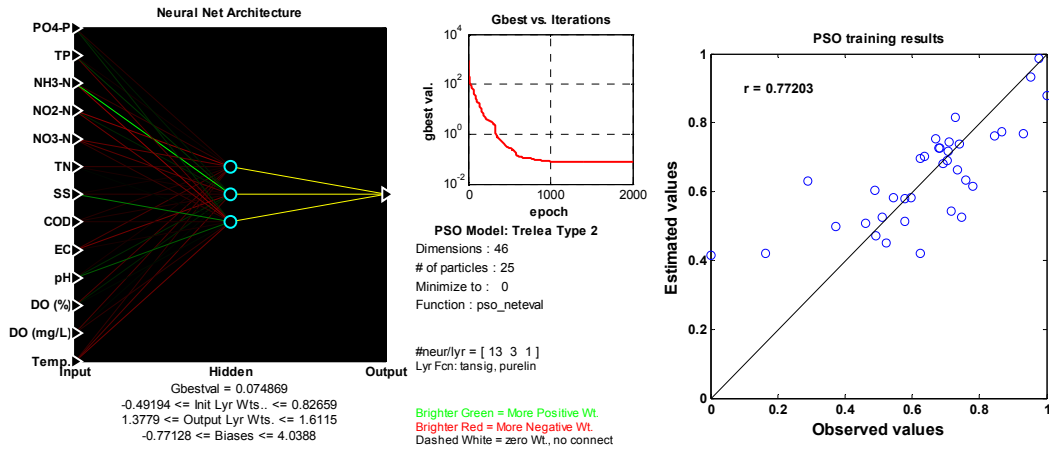 Neural Net Architecture
PO4-P
TP
NH3-N
NO2-N
NO3-N
TN
SS
COD
EC
pH
DO (%)
DO (mg/L)
Temp.
Input
Hidden
Output
Gbestval = 0.074869
-0.49194 <= Init Lyr Wts.. <= 0.82659
1.3779 <= Output Lyr Wts. <= 1.6115
-0.77128 <= Biases <= 4.0388
Gbest vs. Iterations
gbest val.
10^4
10^2
10^0
10^-2
0 1000 2000
epoch
PSO Model: Trelea Type 2
Dimensions : 46
# of particles : 25
Minimize to : 0
Function : pso_neteval
#neur/lyr = [ 13 3 1 ]
Lyr Fcn: tansig, purelin
Brighter Green = More Positive Wt.
Brighter Red = More Negative Wt.
Dashed White = zero Wt., no connect
PSO training results
r = 0.77203
Estimated values
1
0.8
0.6
0.4
0.2
0
0 0.2 0.4 0.6 0.8 1
Observed values